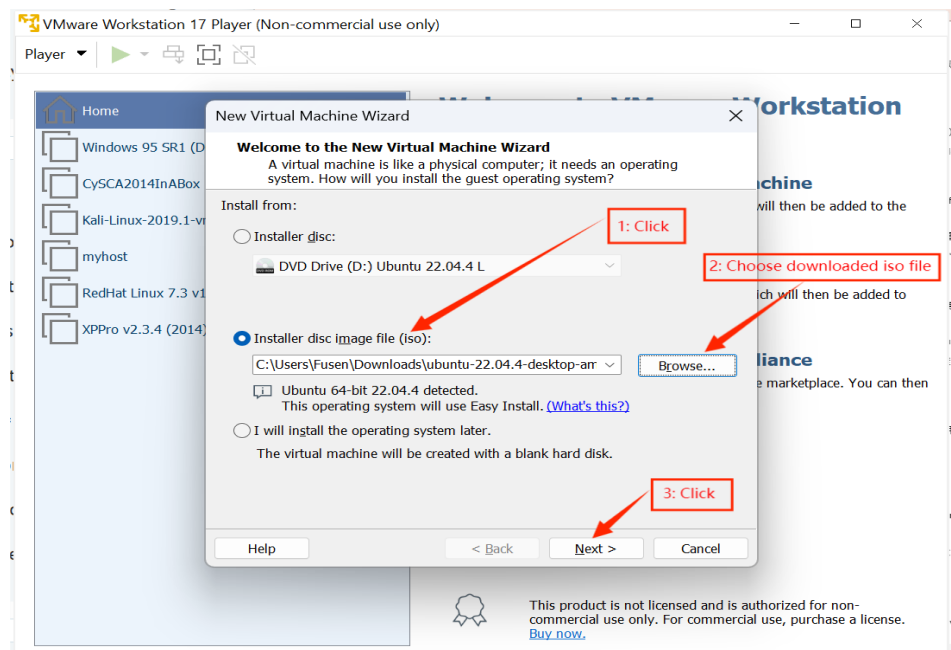 VMware Workstation 17 Player (Non-commercial use only)
Player
Home
Windows 95 SR1 (D
CySCA2014InABox
Kali-Linux-2019.1-v
myhost
RedHat Linux 7.3 v1
XPPro v2.3.4 (2014)
Workstation
chine
will then be added to the
ich will then be added to
liance
e marketplace. You can then
New Virtual Machine Wizard
Welcome to the New Virtual Machine Wizard
A virtual machine is like a physical computer; it needs an operating
system. How will you install the guest operating system?
Install from:
Installer disc:
DVD Drive (D:) Ubuntu 22.04.4 L
1: Click
2: Choose downloaded iso file
Installer disc image file (iso):
C:\Users\Fusen\Downloads\ubuntu-22.04.4-desktop-am
Browse...
Ubuntu 64-bit 22.04.4 detected.
This operating system will use Easy Install. (What's this?)
I will install the operating system later.
The virtual machine will be created with a blank hard disk.
3: Click
Help
< Back
Next >
Cancel
This product is not licensed and is authorized for non-
commercial use only. For commercial use, purchase a license.
Buy now.